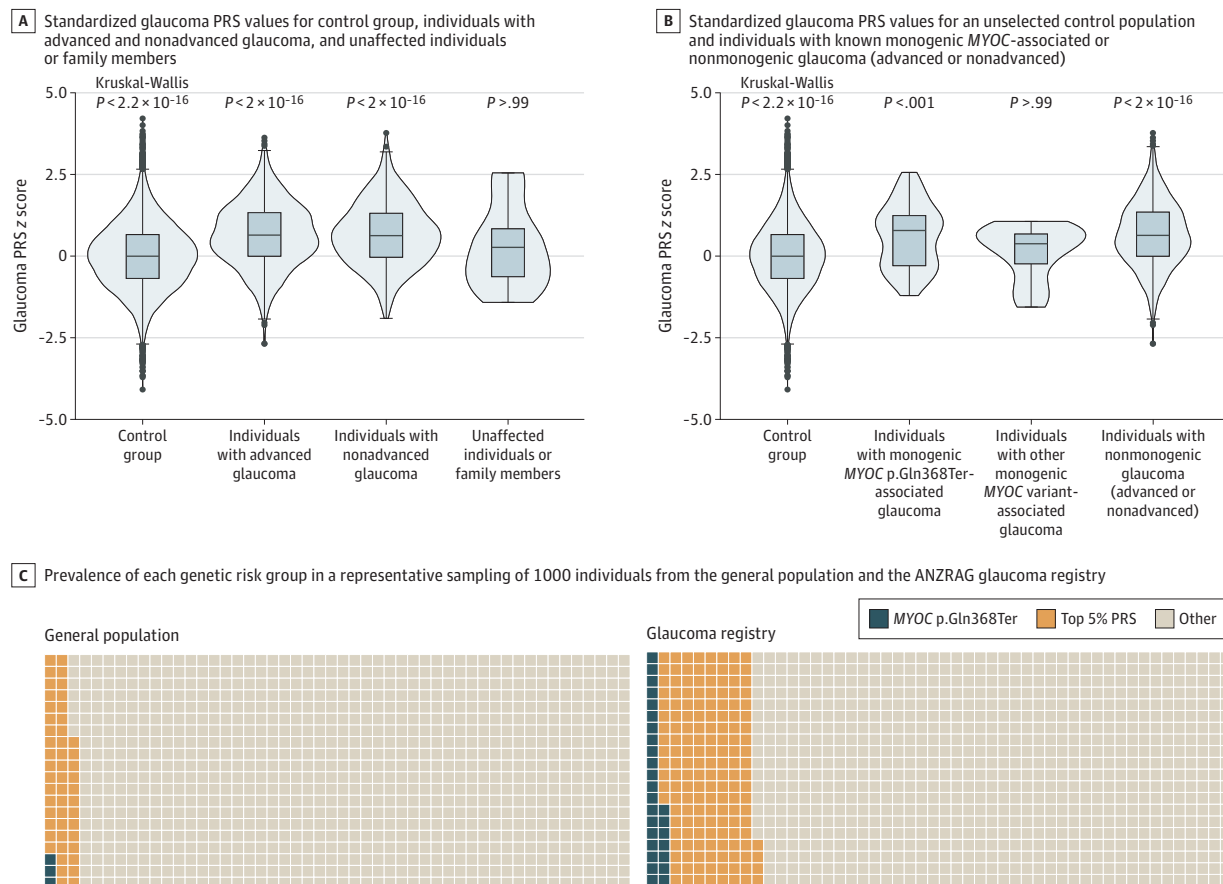 A Standardized glaucoma PRS values for control group, individuals with
advanced and nonadvanced glaucoma, and unaffected individuals
or family members
Kruskal-Wallis
P < 2.2 × 10⁻¹⁶ P < 2 × 10⁻¹⁶ P < 2 × 10⁻¹⁶ P >.99
5.0
2.5
0
−2.5
−5.0
Glaucoma PRS z score
Control
group
Individuals
with advanced
glaucoma
Individuals with
nonadvanced
glaucoma
Unaffected
individuals or
family members
B Standardized glaucoma PRS values for an unselected control population
and individuals with known monogenic MYOC-associated or
nonmonogenic glaucoma (advanced or nonadvanced)
Kruskal-Wallis
P < 2.2 × 10⁻¹⁶ P <.001 P >.99 P < 2 × 10⁻¹⁶
5.0
2.5
0
−2.5
−5.0
Glaucoma PRS z score
Control
group
Individuals
with monogenic
MYOC p.Gln368Ter-
associated
glaucoma
Individuals
with other
monogenic
MYOC variant-
associated
glaucoma
Individuals with
nonmonogenic
glaucoma
(advanced or
nonadvanced)
C Prevalence of each genetic risk group in a representative sampling of 1000 individuals from the general population and the ANZRAG glaucoma registry
MYOC p.Gln368Ter Top 5% PRS Other
General population
Glaucoma registry